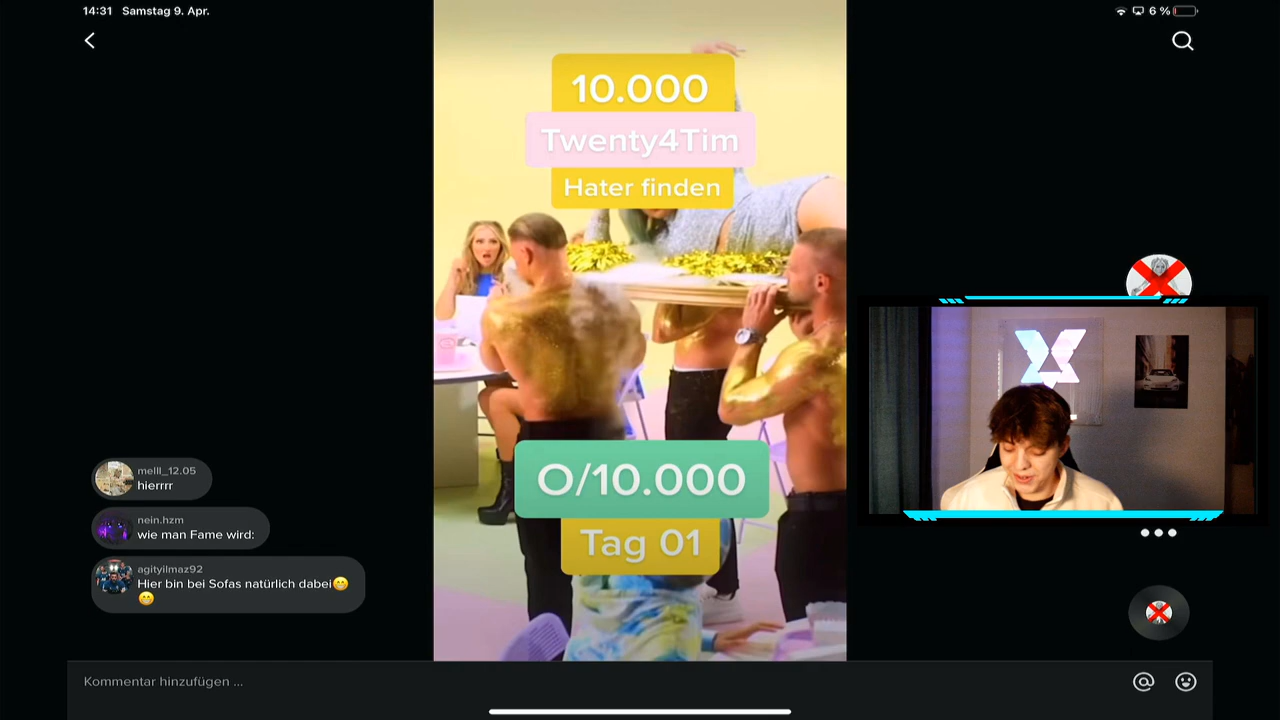 14:31 Samstag 9. Apr.
6 %
10.000
Twenty4Tim
Hater finden
0/10.000
Tag 01
melll_12.05
hierrrr
nein.hzm
wie man Fame wird:
agityilmaz92
Hier bin bei Sofas natürlich dabei😁
😁
Kommentar hinzufügen ...